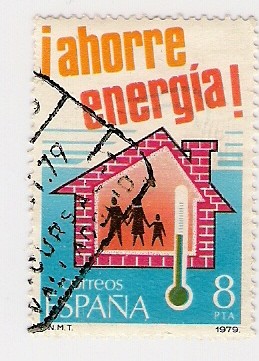 ¡ahorre
energía!
correos
ESPAÑA
8
PTA
F.N.M.T.
1979.